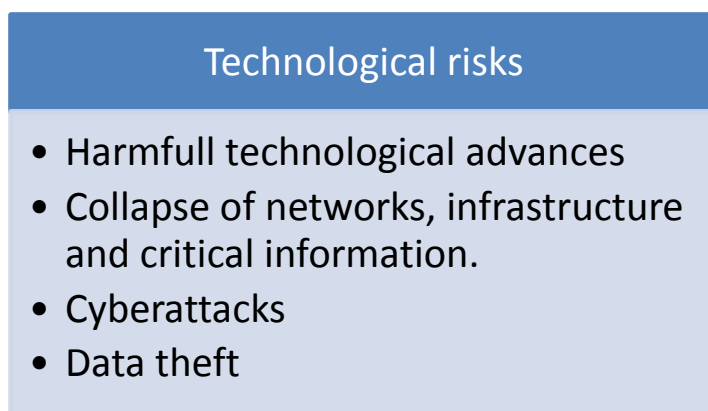 Technological risks
• Harmfull technological advances
• Collapse of networks, infrastructure
and critical information.
• Cyberattacks
• Data theft